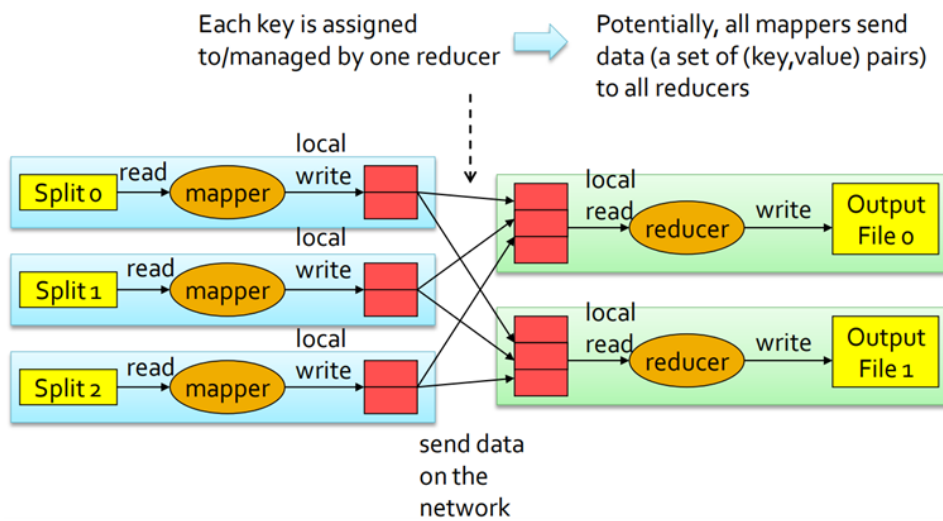 Each key is assigned
to/managed by one reducer
Potentially, all mappers send
data (a set of (key,value) pairs)
to all reducers
Split 0
read
mapper
local
write
Split 1
read
mapper
local
write
Split 2
read
mapper
local
write
send data
on the
network
local
read
reducer
write
Output
File 0
local
read
reducer
write
Output
File 1